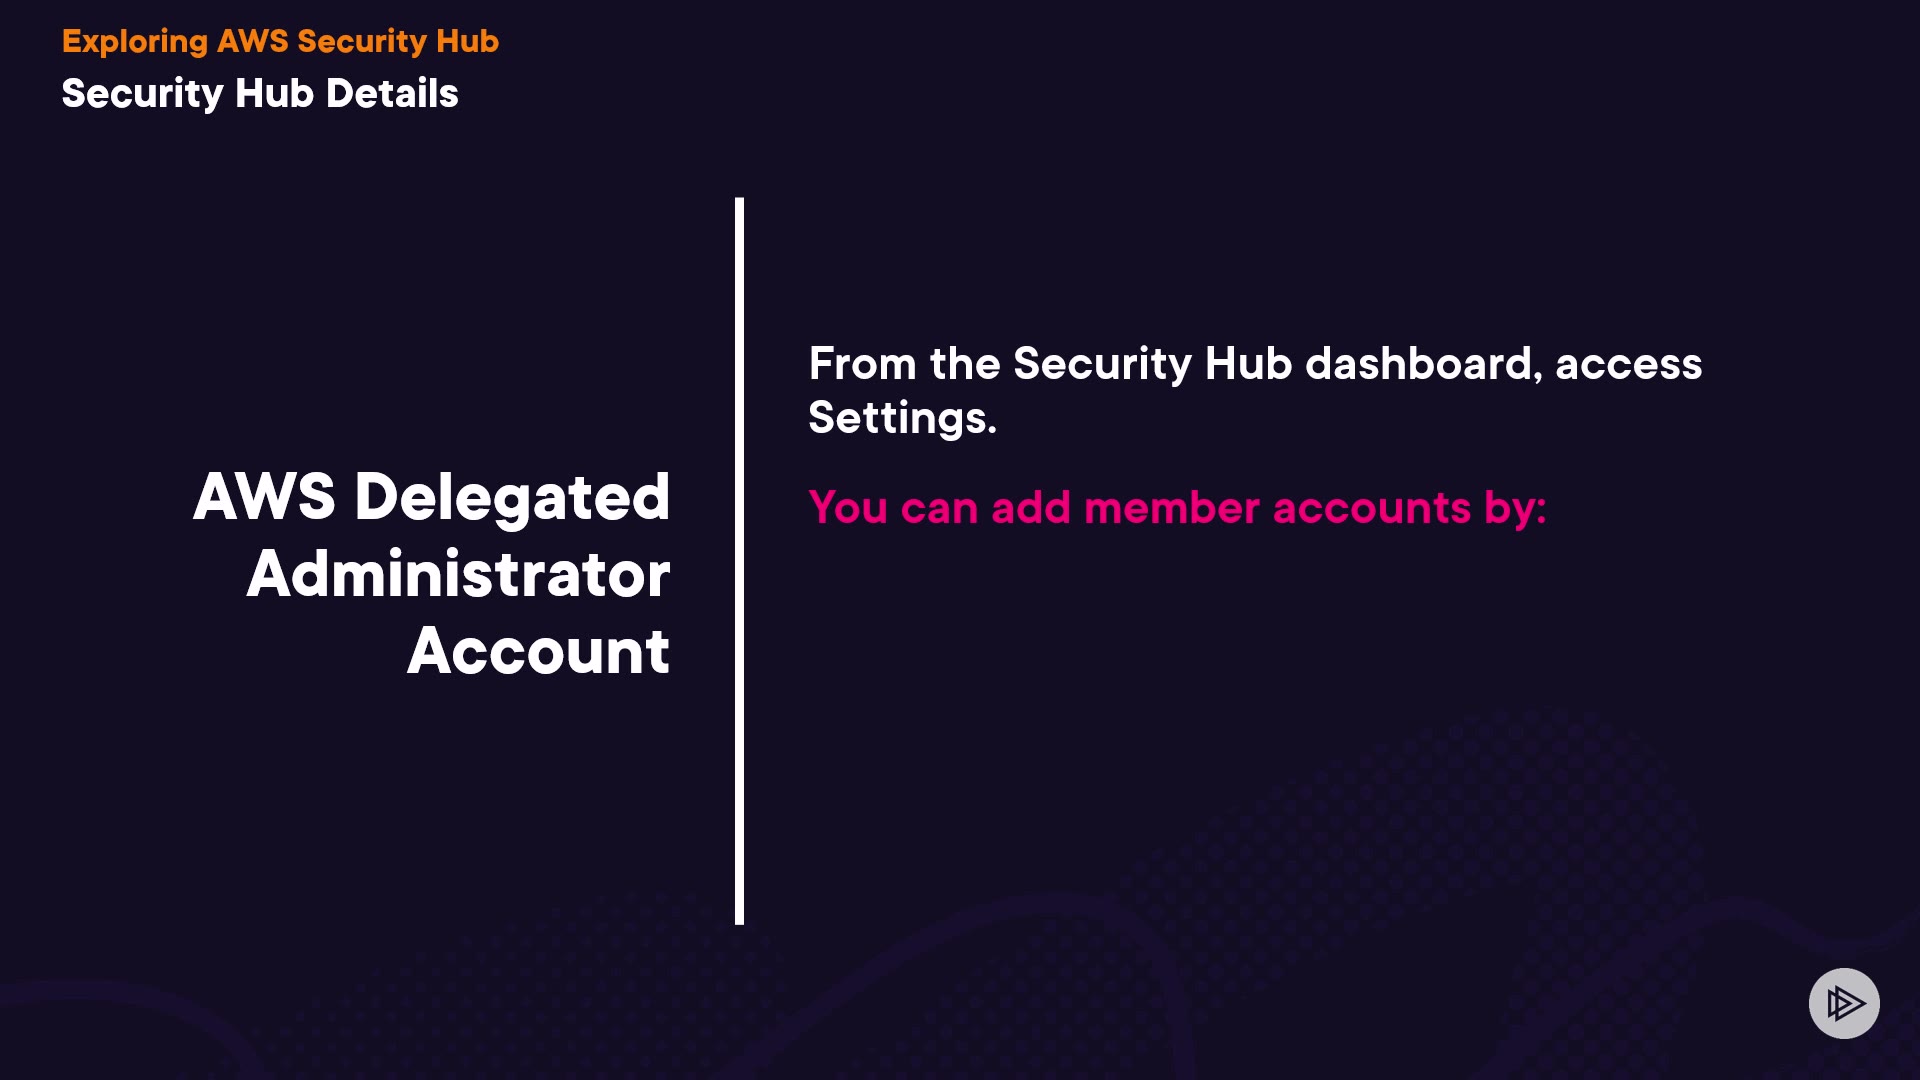 Exploring AWS Security Hub
Security Hub Details
AWS Delegated
Administrator
Account
From the Security Hub dashboard, access
Settings.
You can add member accounts by: